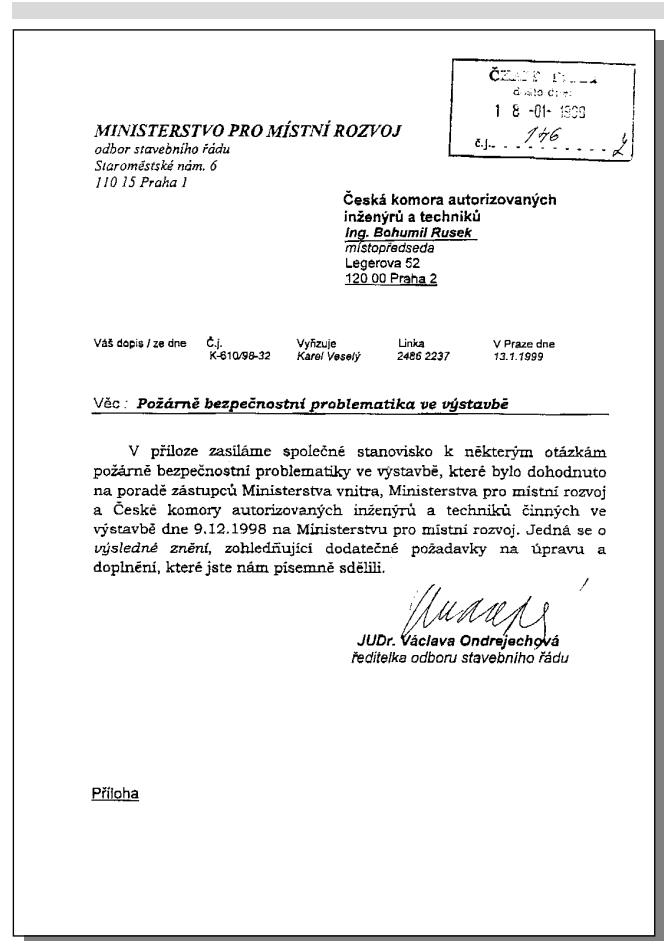 došlo dne:
18 -01- 1999
č.j. 146
MINISTERSTVO PRO MÍSTNÍ ROZVOJ
odbor stavebního řádu
Staroměstské nám. 6
110 15 Praha 1
Česká komora autorizovaných
inženýrů a techniků
Ing. Bohumil Rusek
místopředseda
Legerova 52
120 00 Praha 2
Váš dopis / ze dne Č.j. Vyřizuje Linka V Praze dne
K-610/98-32 Karel Veselý 2486 2237 13.1.1999
Věc : Požárně bezpečnostní problematika ve výstavbě
V příloze zasíláme společné stanovisko k některým otázkám
požárně bezpečnostní problematiky ve výstavbě, které bylo dohodnuto
na poradě zástupců Ministerstva vnitra, Ministerstva pro místní rozvoj
a České komory autorizovaných inženýrů a techniků činných ve
výstavbě dne 9.12.1998 na Ministerstvu pro místní rozvoj. Jedná se o
výsledné znění, zohledňující dodatečné požadavky na úpravu a
doplnění, které jste nám písemně sdělili.
JUDr. Václava Ondrejechová
ředitelka odboru stavebního řádu
Příloha